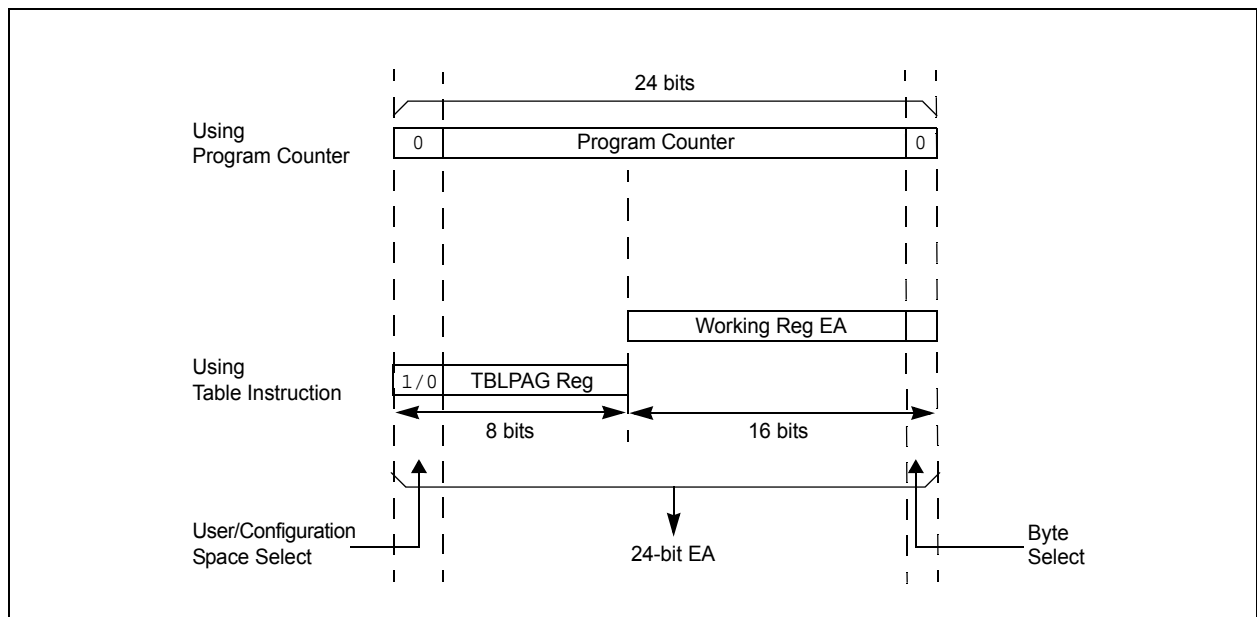 24 bits
Using
Program Counter
0
Program Counter
0
Working Reg EA
Using
Table Instruction
1/0
TBLPAG Reg
8 bits
16 bits
User/Configuration
Space Select
24-bit EA
Byte
Select